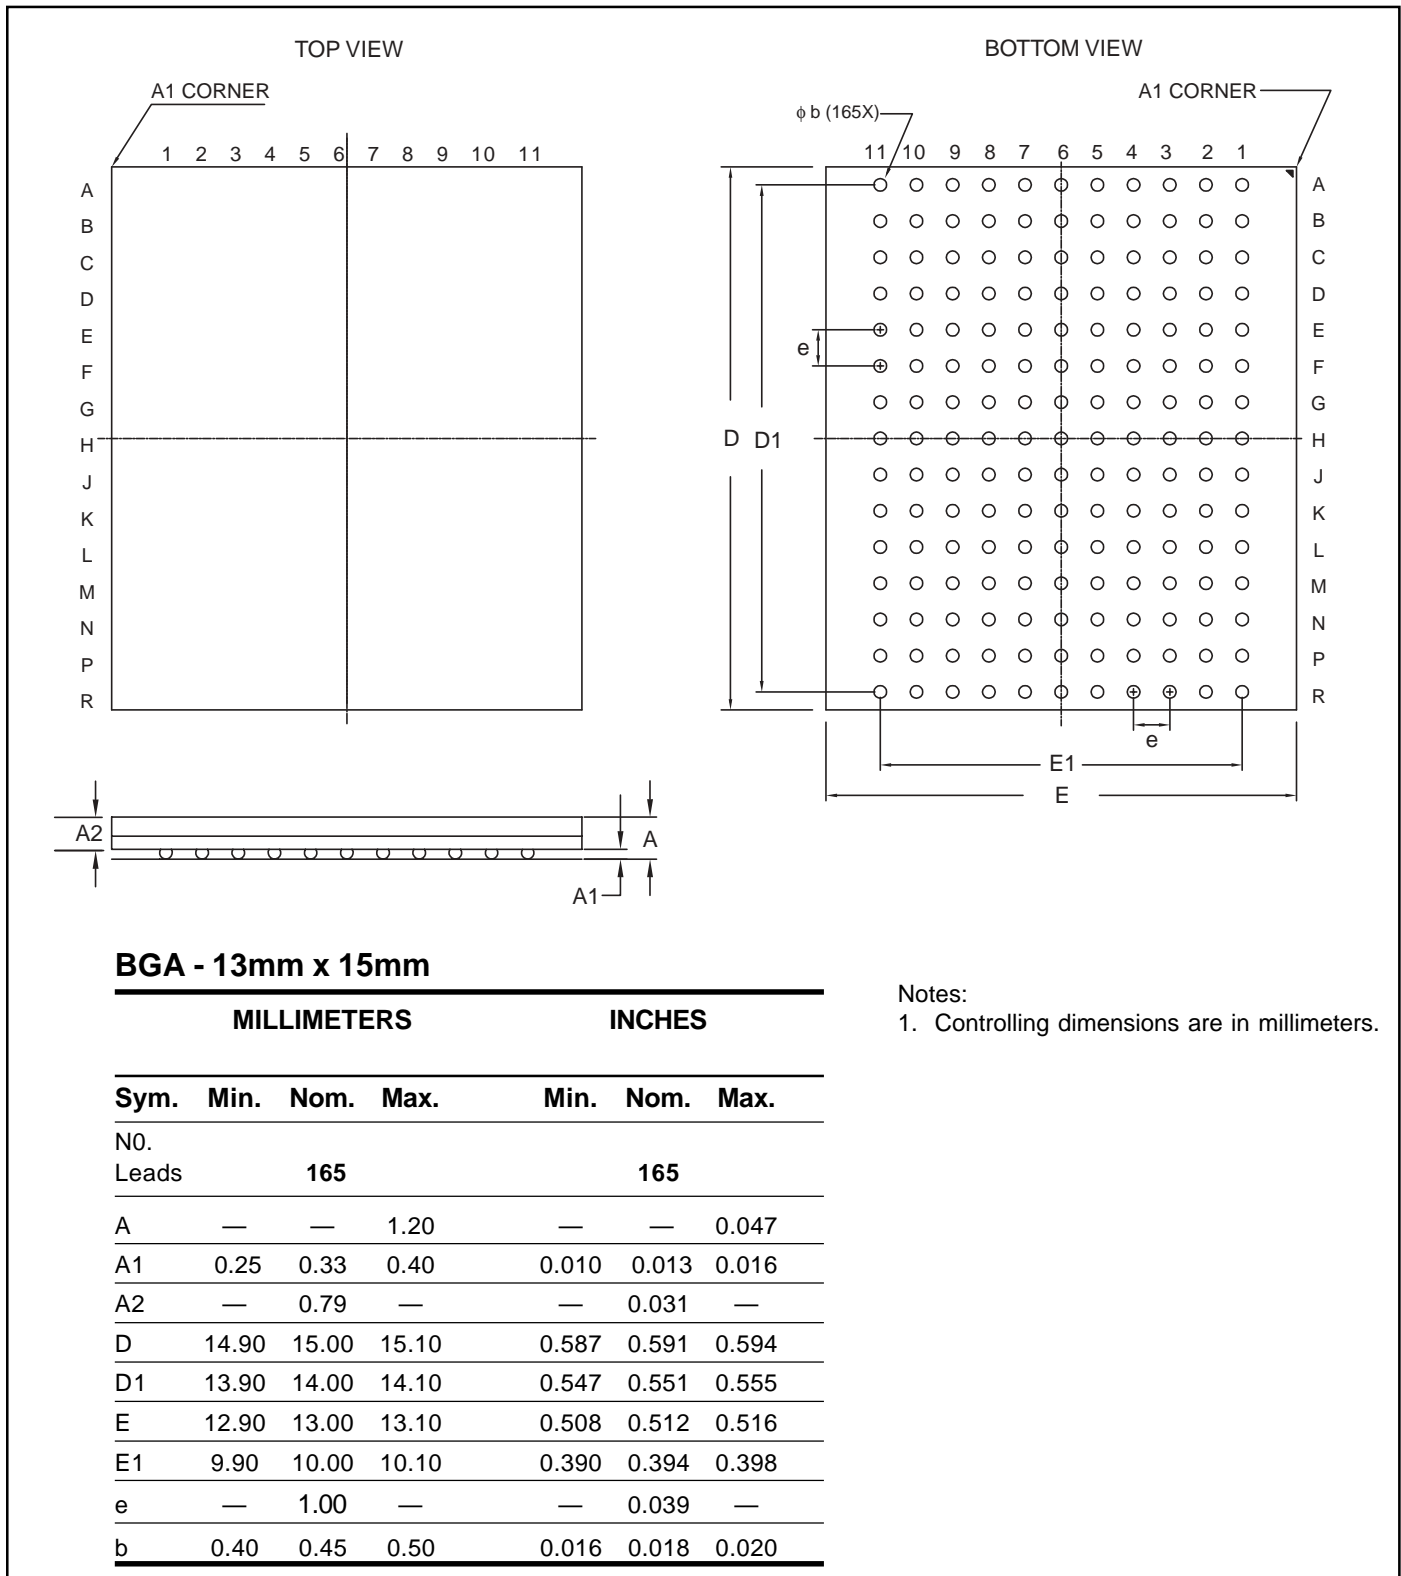 TOP VIEW
A1 CORNER
1 2 3 4 5 6 7 8 9 10 11
A
B
C
D
E
F
G
H
J
K
L
M
N
P
R
BOTTOM VIEW
A1 CORNER
ϕ b (165X)
11 10 9 8 7 6 5 4 3 2 1
A
B
C
D
E
F
G
H
J
K
L
M
N
P
R
e
D D1
e
E1
E
A2
A
A1
BGA - 13mm x 15mm
MILLIMETERS INCHES
Sym. Min. Nom. Max. Min. Nom. Max.
N0.
Leads 165 165
A — — 1.20 — — 0.047
A1 0.25 0.33 0.40 0.010 0.013 0.016
A2 — 0.79 — — 0.031 —
D 14.90 15.00 15.10 0.587 0.591 0.594
D1 13.90 14.00 14.10 0.547 0.551 0.555
E 12.90 13.00 13.10 0.508 0.512 0.516
E1 9.90 10.00 10.10 0.390 0.394 0.398
e — 1.00 — — 0.039 —
b 0.40 0.45 0.50 0.016 0.018 0.020
Notes:
1. Controlling dimensions are in millimeters.